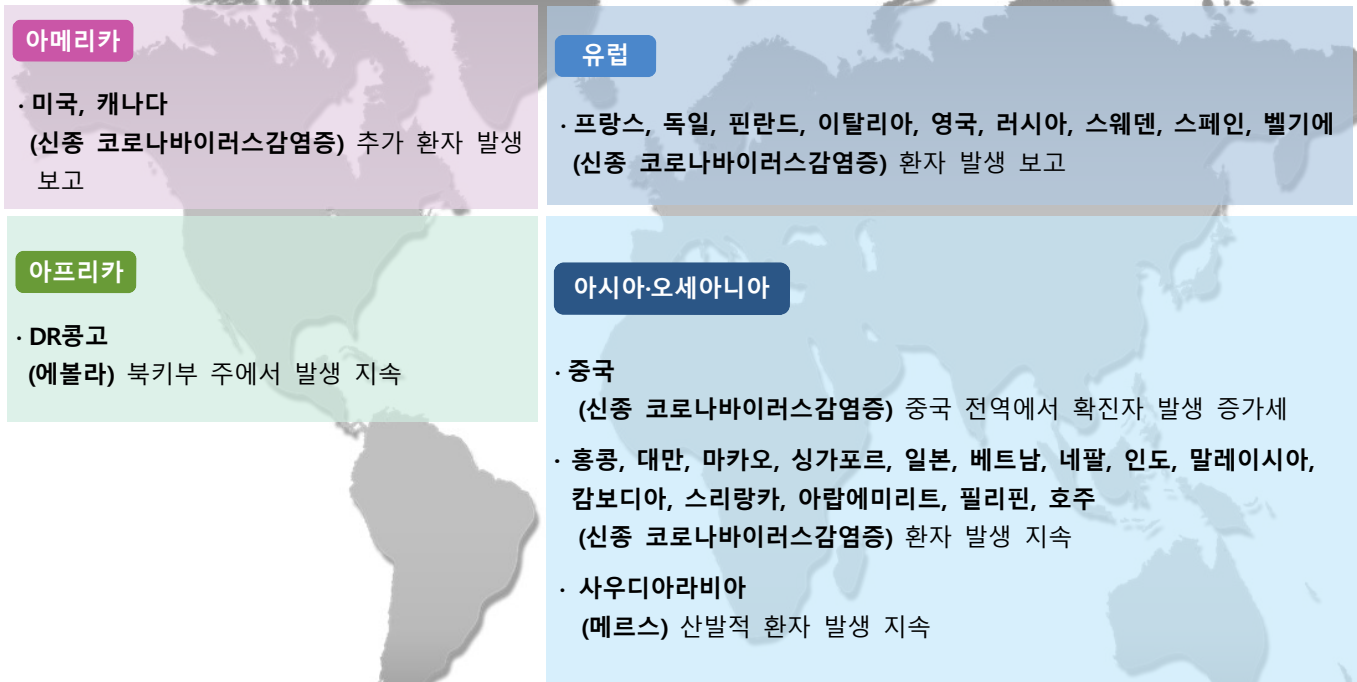 아메리카
· 미국, 캐나다
(신종 코로나바이러스감염증) 추가 환자 발생
보고
유럽
· 프랑스, 독일, 핀란드, 이탈리아, 영국, 러시아, 스웨덴, 스페인, 벨기에
(신종 코로나바이러스감염증) 환자 발생 보고
아프리카
· DR콩고
(에볼라) 북키부 주에서 발생 지속
아시아·오세아니아
· 중국
(신종 코로나바이러스감염증) 중국 전역에서 확진자 발생 증가세
· 홍콩, 대만, 마카오, 싱가포르, 일본, 베트남, 네팔, 인도, 말레이시아,
캄보디아, 스리랑카, 아랍에미리트, 필리핀, 호주
(신종 코로나바이러스감염증) 환자 발생 지속
· 사우디아라비아
(메르스) 산발적 환자 발생 지속